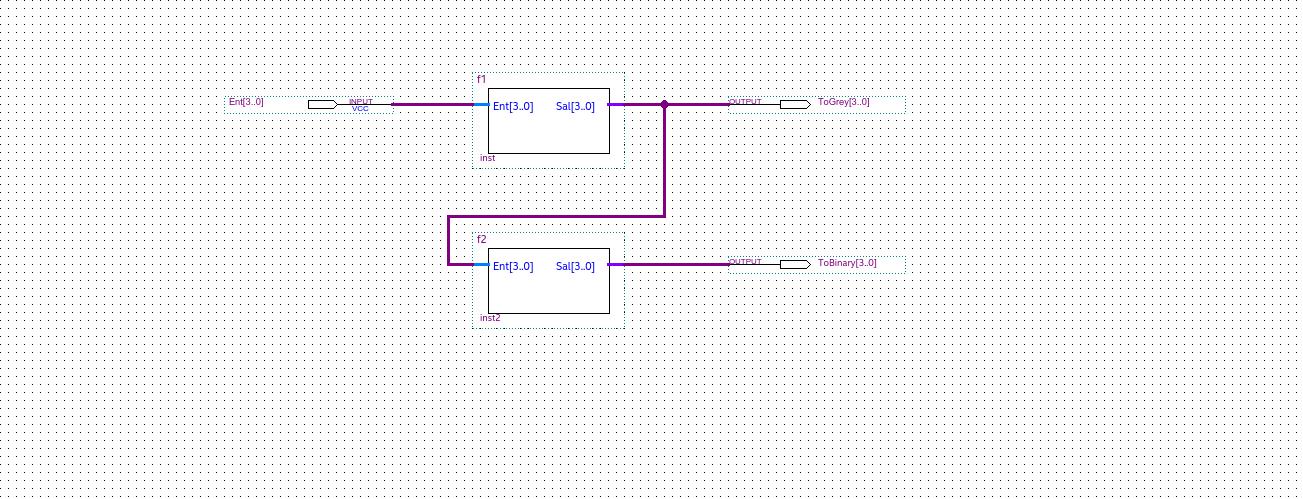 f1
Ent[3..0]
INPUT
VCC
Ent[3..0]
Sal[3..0]
OUTPUT
ToGrey[3..0]
inst
f2
Ent[3..0]
Sal[3..0]
OUTPUT
ToBinary[3..0]
inst2